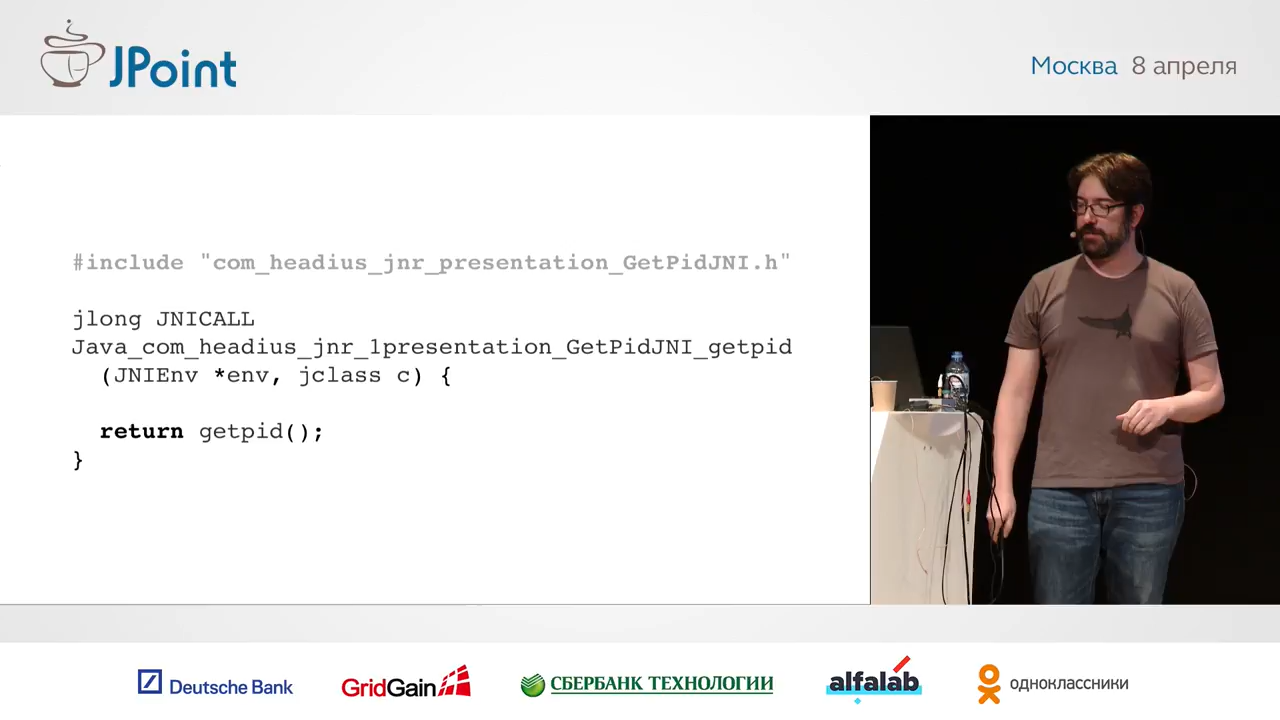 JPoint
Москва 8 апреля
#include "com_headius_jnr_presentation_GetPidJNI.h"
jlong JNICALL
Java_com_headius_jnr_1presentation_GetPidJNI_getpid
(JNIEnv *env, jclass c) {
return getpid();
}
Deutsche Bank
GridGain
СБЕРБАНК ТЕХНОЛОГИИ
alfalab
одноклассники